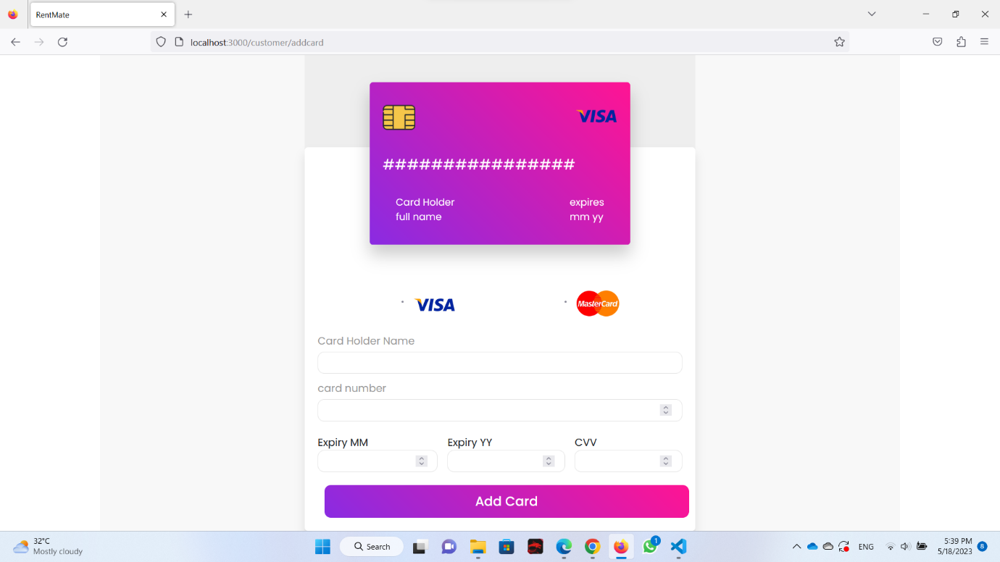 RentMate
localhost:3000/customer/addcard
VISA
################
Card Holder
full name
expires
mm yy
VISA
MasterCard
Card Holder Name
card number
Expiry MM
Expiry YY
CVV
Add Card
32°C
Mostly cloudy
Search
1
ENG
5:39 PM
5/18/2023
8